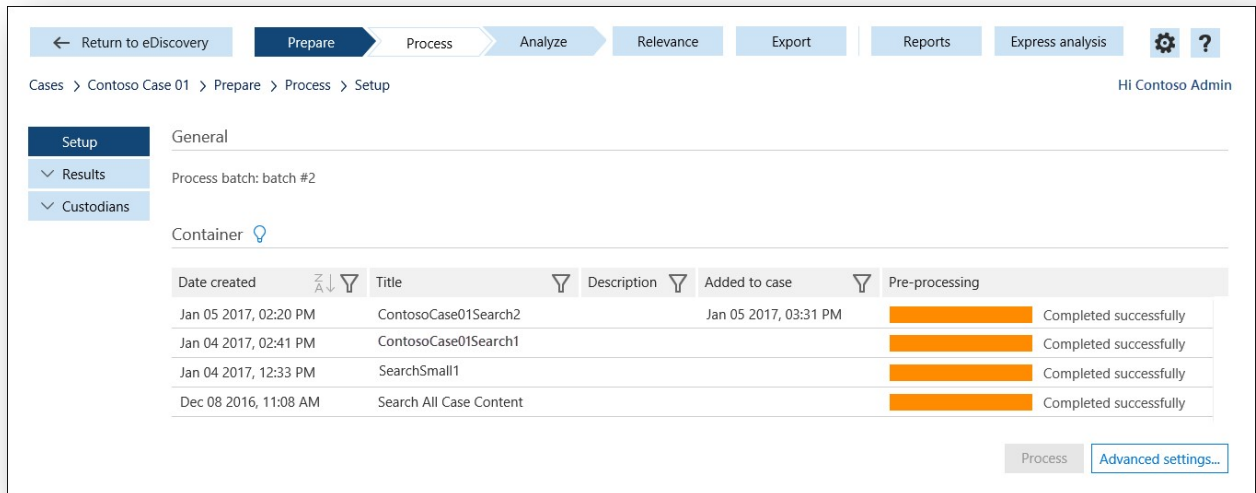 ← Return to eDiscovery Prepare Process Analyze Relevance Export Reports Express analysis ?
Cases > Contoso Case 01 > Prepare > Process > Setup Hi Contoso Admin
Setup
Results
Custodians
General
Process batch: batch #2
Container
Date created Z A↓ Title Description Added to case Pre-processing
Jan 05 2017, 02:20 PM ContosoCase01Search2 Jan 05 2017, 03:31 PM Completed successfully
Jan 04 2017, 02:41 PM ContosoCase01Search1 Completed successfully
Jan 04 2017, 12:33 PM SearchSmall1 Completed successfully
Dec 08 2016, 11:08 AM Search All Case Content Completed successfully
Process Advanced settings...